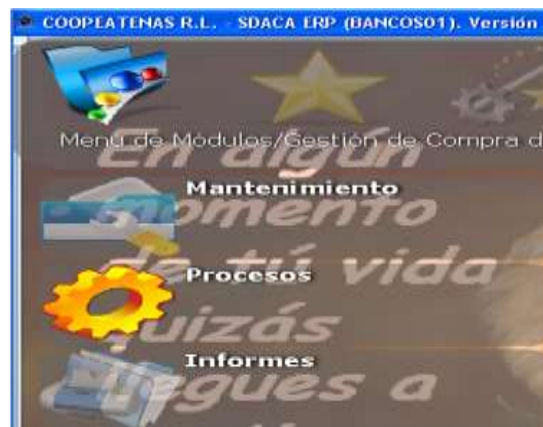 COOPEATENAS R.L. - SDACA ERP (BANCOS01). Versión
Menú de Módulos/Gestión de Compra d
En algún
Mantenimiento
momento
de tú vida
Procesos
quizás
Informes
llegues a